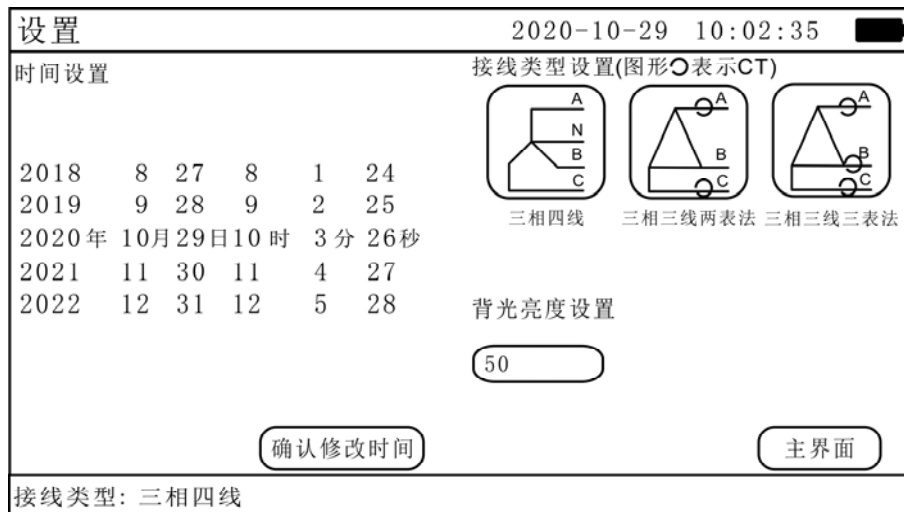 设置 2020-10-29 10:02:35
时间设置
2018 8 27 8 1 24
2019 9 28 9 2 25
2020年 10月29日10时 3分 26秒
2021 11 30 11 4 27
2022 12 31 12 5 28
确认修改时间
接线类型设置(图形表示CT)
A
N
B
C
三相四线
A
B
C
三相三线两表法
A
B
C
三相三线三表法
背光亮度设置
50
主界面
接线类型: 三相四线